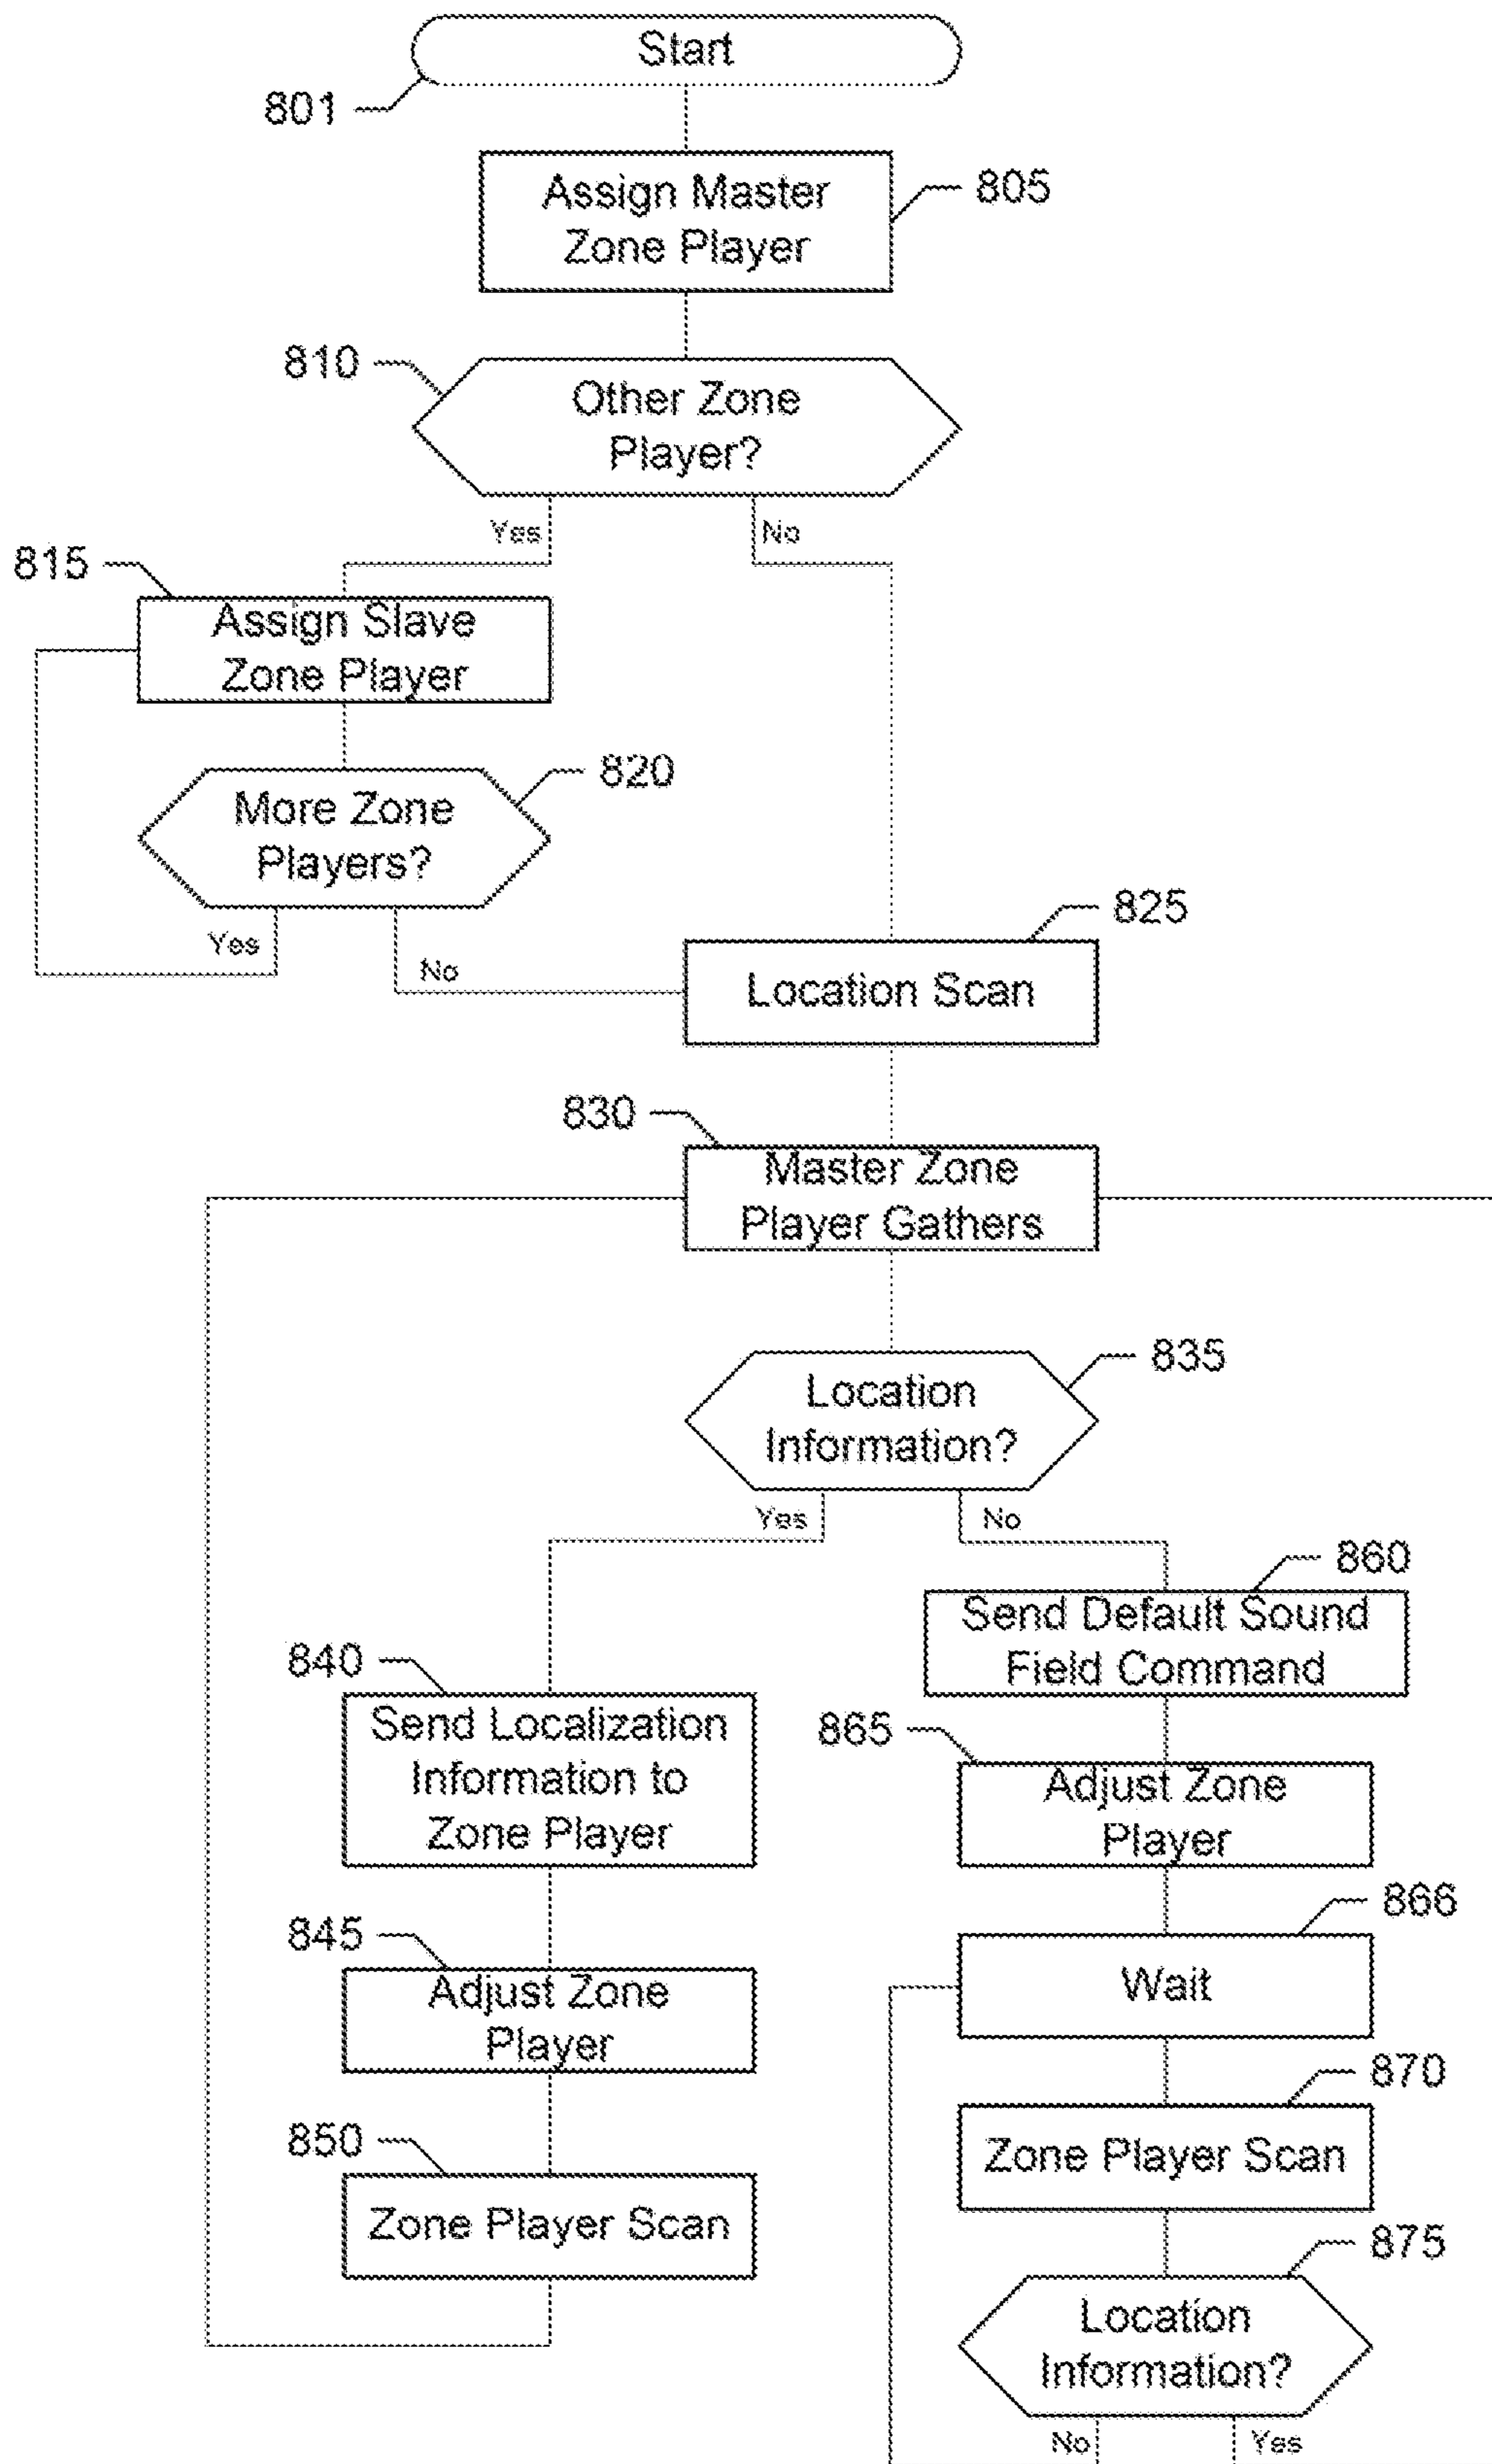 Start
801
Assign Master
Zone Player
805
810
Other Zone
Player?
Yes
No
815
Assign Slave
Zone Player
820
More Zone
Players?
Yes
No
825
Location Scan
830
Master Zone
Player Gathers
835
Location
Information?
Yes
No
860
Send Default Sound
Field Command
840
Send Localization
Information to
Zone Player
865
Adjust Zone
Player
866
Wait
845
Adjust Zone
Player
870
Zone Player Scan
850
Zone Player Scan
875
Location
Information?
No
Yes